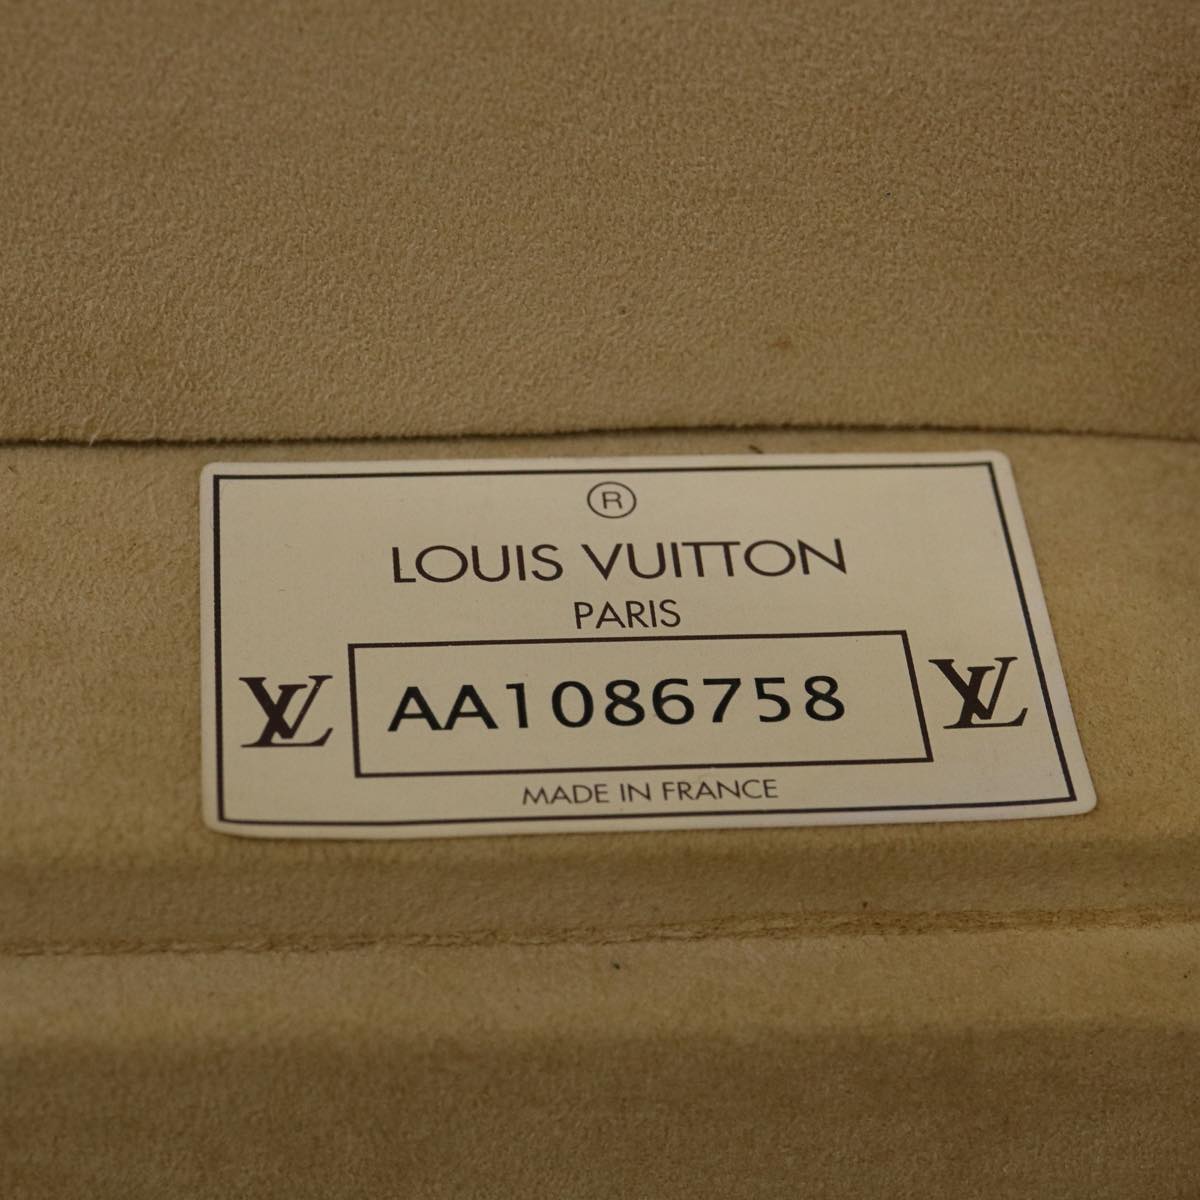 ®
LOUIS VUITTON
PARIS
LV AA1086758 LV
MADE IN FRANCE